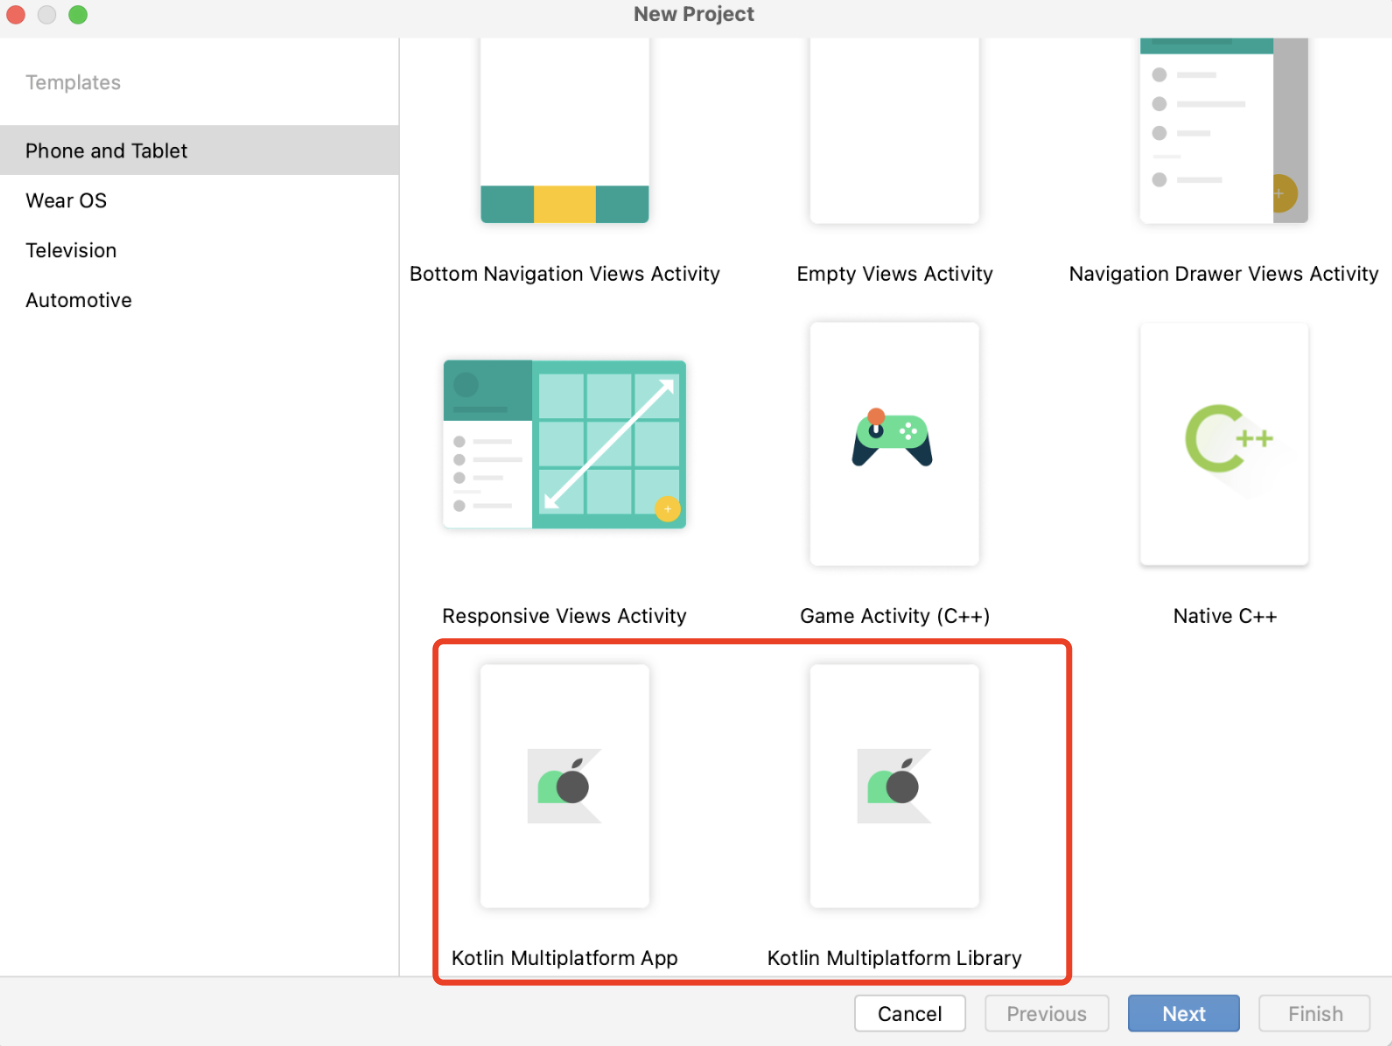 New Project
Templates
Phone and Tablet
Wear OS
Television
Automotive
Bottom Navigation Views Activity
Empty Views Activity
Navigation Drawer Views Activity
Responsive Views Activity
Game Activity (C++)
C++
Native C++
Kotlin Multiplatform App
Kotlin Multiplatform Library
Cancel
Previous
Next
Finish